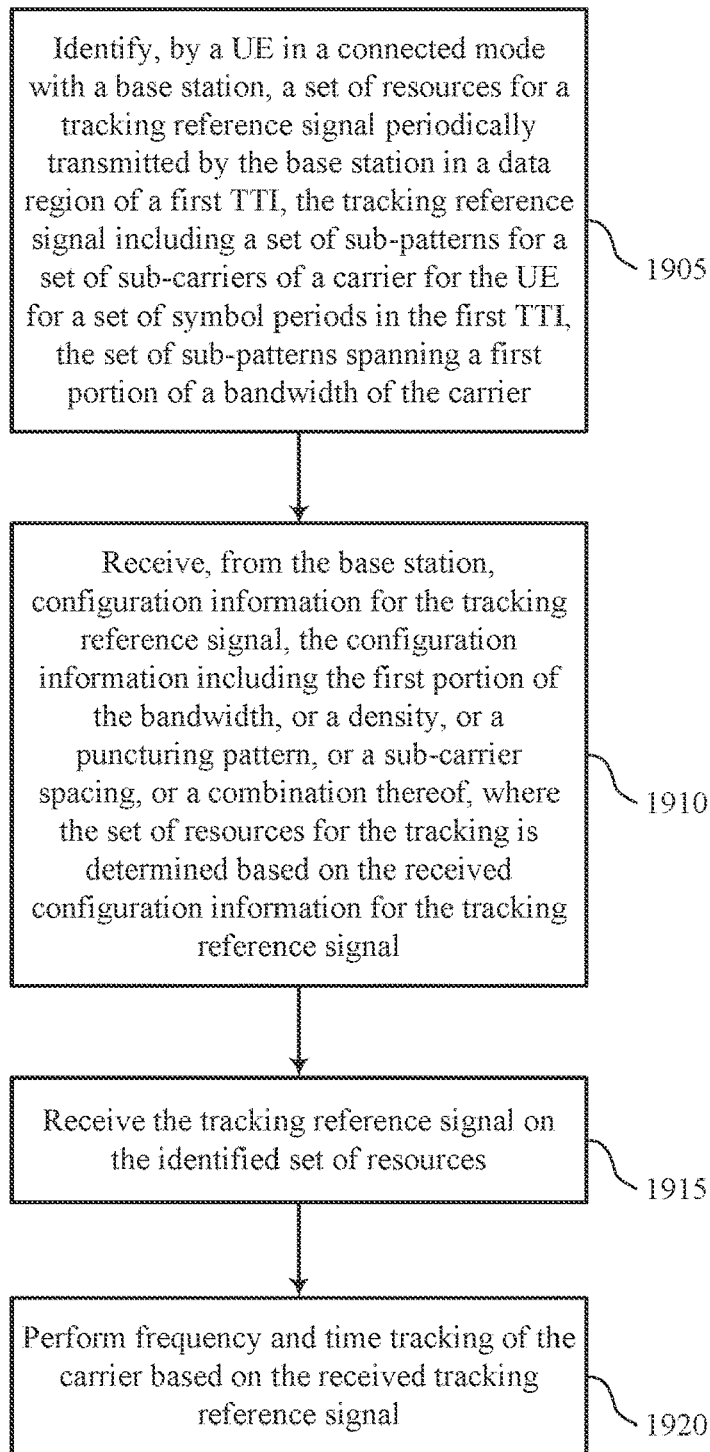 Identify, by a UE in a connected mode
with a base station, a set of resources for a
tracking reference signal periodically
transmitted by the base station in a data
region of a first TTI, the tracking reference
signal including a set of sub-patterns for a
set of sub-carriers of a carrier for the UE
for a set of symbol periods in the first TTI,
the set of sub-patterns spanning a first
portion of a bandwidth of the carrier
1905
Receive, from the base station,
configuration information for the tracking
reference signal, the configuration
information including the first portion of
the bandwidth, or a density, or a
puncturing pattern, or a sub-carrier
spacing, or a combination thereof, where
the set of resources for the tracking is
determined based on the received
configuration information for the tracking
reference signal
1910
Receive the tracking reference signal on
the identified set of resources
1915
Perform frequency and time tracking of the
carrier based on the received tracking
reference signal
1920